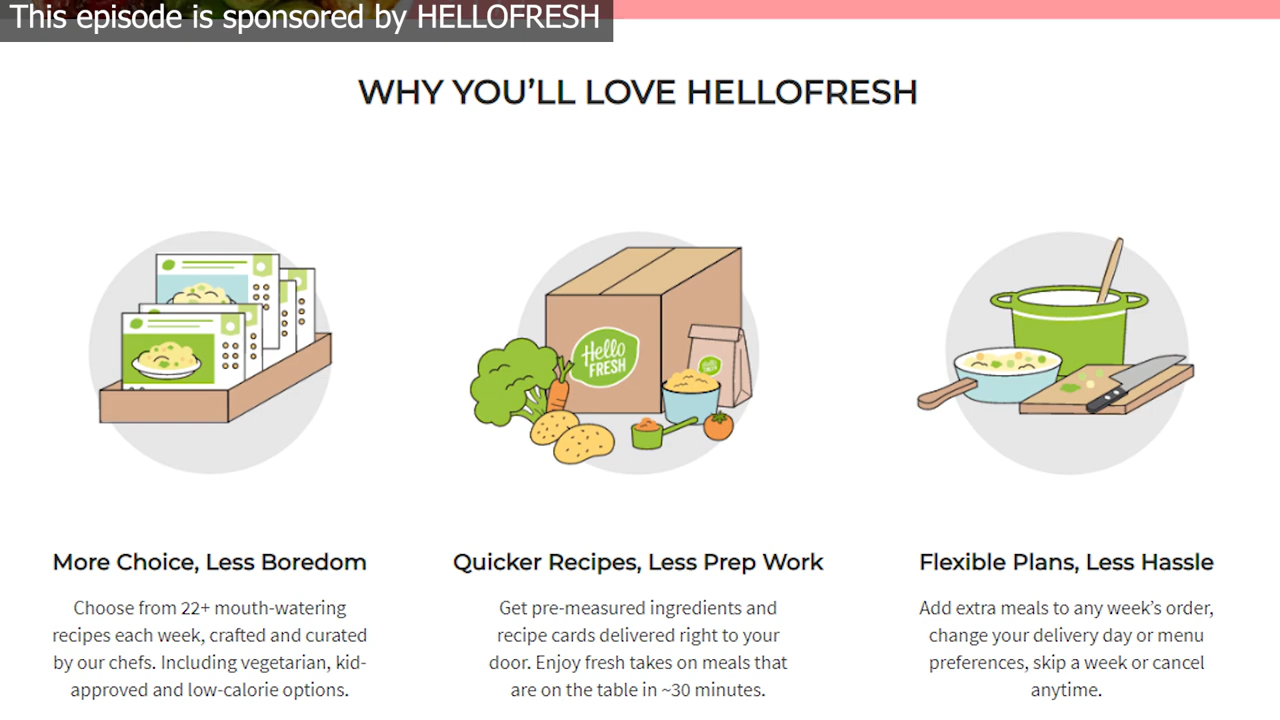 This episode is sponsored by HELLOFRESH
WHY YOU’LL LOVE HELLOFRESH
Hello
FRESH
More Choice, Less Boredom
Choose from 22+ mouth-watering
recipes each week, crafted and curated
by our chefs. Including vegetarian, kid-
approved and low-calorie options.
Quicker Recipes, Less Prep Work
Get pre-measured ingredients and
recipe cards delivered right to your
door. Enjoy fresh takes on meals that
are on the table in ~30 minutes.
Flexible Plans, Less Hassle
Add extra meals to any week’s order,
change your delivery day or menu
preferences, skip a week or cancel
anytime.